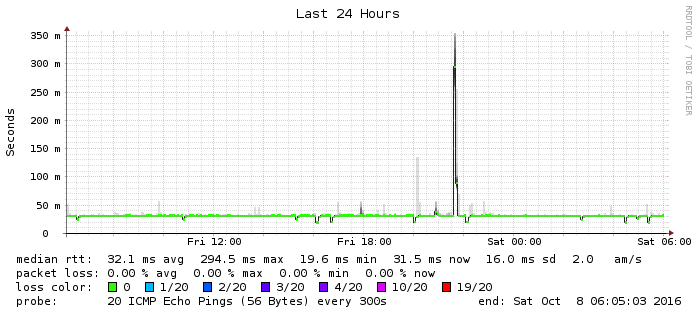 Last 24 Hours
RRDTOOL / TOBI OETIKER
Seconds
350 m
300 m
250 m
200 m
150 m
100 m
50 m
0
Fri 12:00 Fri 18:00 Sat 00:00 Sat 06:00
median rtt: 32.1 ms avg 294.5 ms max 19.6 ms min 31.5 ms now 16.0 ms sd 2.0 am/s
packet loss: 0.00 % avg 0.00 % max 0.00 % min 0.00 % now
loss color: 0 1/20 2/20 3/20 4/20 10/20 19/20
probe: 20 ICMP Echo Pings (56 Bytes) every 300s end: Sat Oct 8 06:05:03 2016